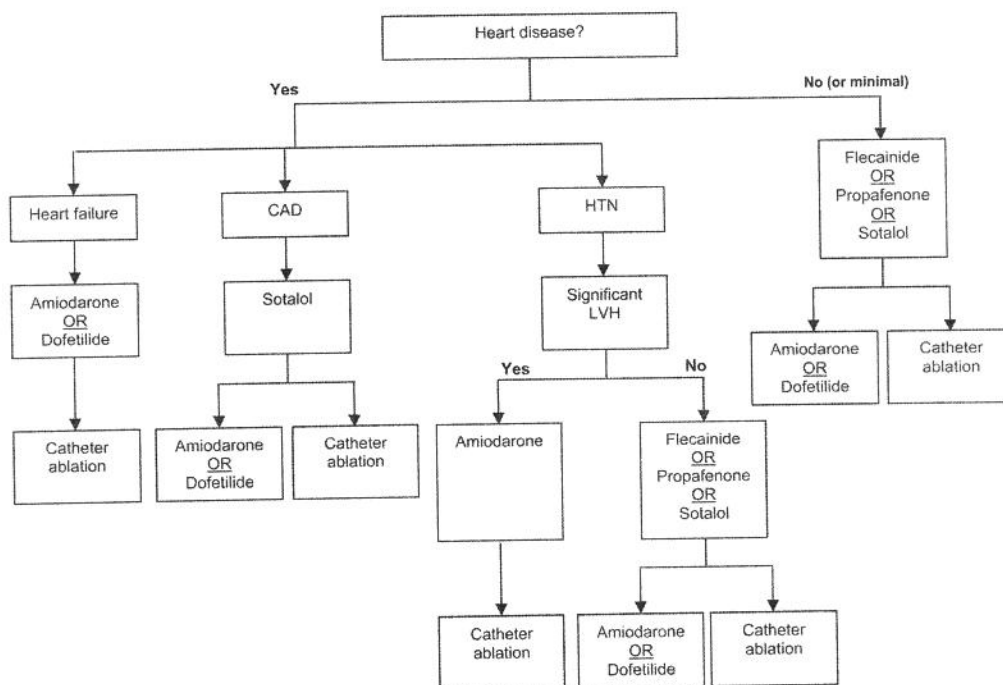 Heart disease?
Yes
No (or minimal)
Heart failure
CAD
HTN
Flecainide
OR
Propafenone
OR
Sotalol
Amiodarone
OR
Dofetilide
Sotalol
Significant
LVH
Amiodarone
OR
Dofetilide
Catheter
ablation
Yes
No
Catheter
ablation
Amiodarone
OR
Dofetilide
Catheter
ablation
Amiodarone
Flecainide
OR
Propafenone
OR
Sotalol
Catheter
ablation
Amiodarone
OR
Dofetilide
Catheter
ablation